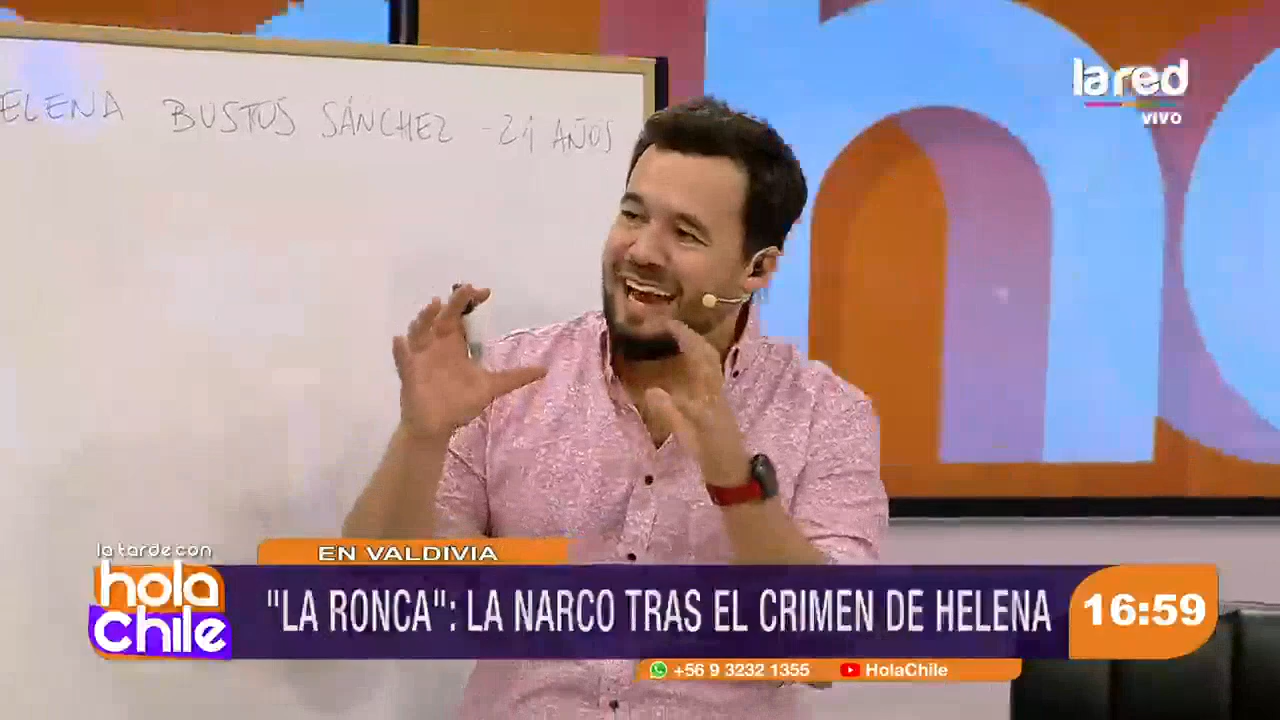 ELENA BUSTOS SÁNCHEZ - 24 AÑOS
la red
VIVO
la tarde con
hola
chile
EN VALDIVIA
"LA RONCA": LA NARCO TRAS EL CRIMEN DE HELENA
16:59
+56 9 3232 1355
HolaChile